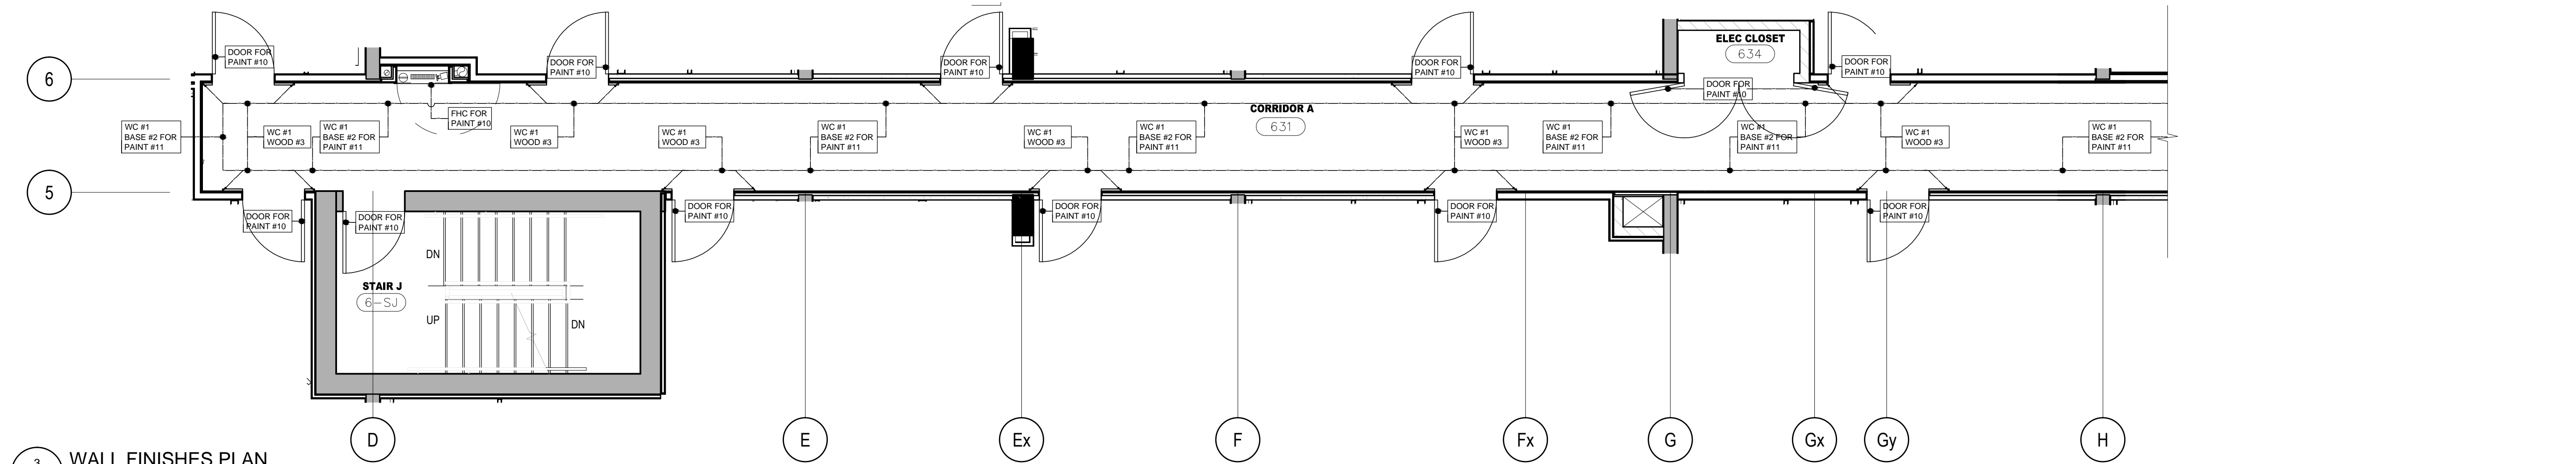 ELEC CLOSET
634
6
DOOR FOR
PAINT #10
DOOR FOR
PAINT #10
DOOR FOR
PAINT #10
DOOR FOR
PAINT #10
DOOR FOR
PAINT #10
DOOR FOR
PAINT #10
FHC FOR
PAINT #10
CORRIDOR A
631
WC #1
BASE #2 FOR
PAINT #11
WC #1
WOOD #3
WC #1
BASE #2 FOR
PAINT #11
WC #1
WOOD #3
WC #1
WOOD #3
WC #1
BASE #2 FOR
PAINT #11
WC #1
WOOD #3
WC #1
BASE #2 FOR
PAINT #11
WC #1
WOOD #3
WC #1
BASE #2 FOR
PAINT #11
WC #1
BASE #2 FOR
PAINT #11
WC #1
WOOD #3
WC #1
BASE #2 FOR
PAINT #11
5
DOOR FOR
PAINT #10
DOOR FOR
PAINT #10
DOOR FOR
PAINT #10
DOOR FOR
PAINT #10
DOOR FOR
PAINT #10
DOOR FOR
PAINT #10
DN
STAIR J
6-SJ
UP
DN
D
E
Ex
F
Fx
G
Gx
Gy
H
3
WALL FINISHES PLAN